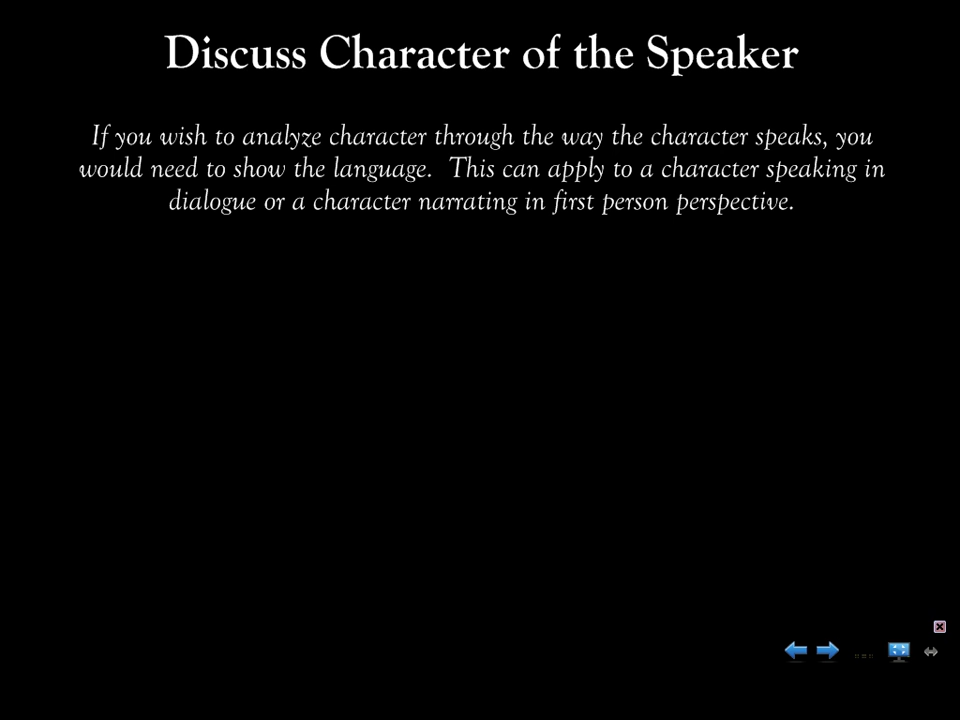 Discuss Character of the Speaker
If you wish to analyze character through the way the character speaks, you
would need to show the language.  This can apply to a character speaking in
dialogue or a character narrating in first person perspective.